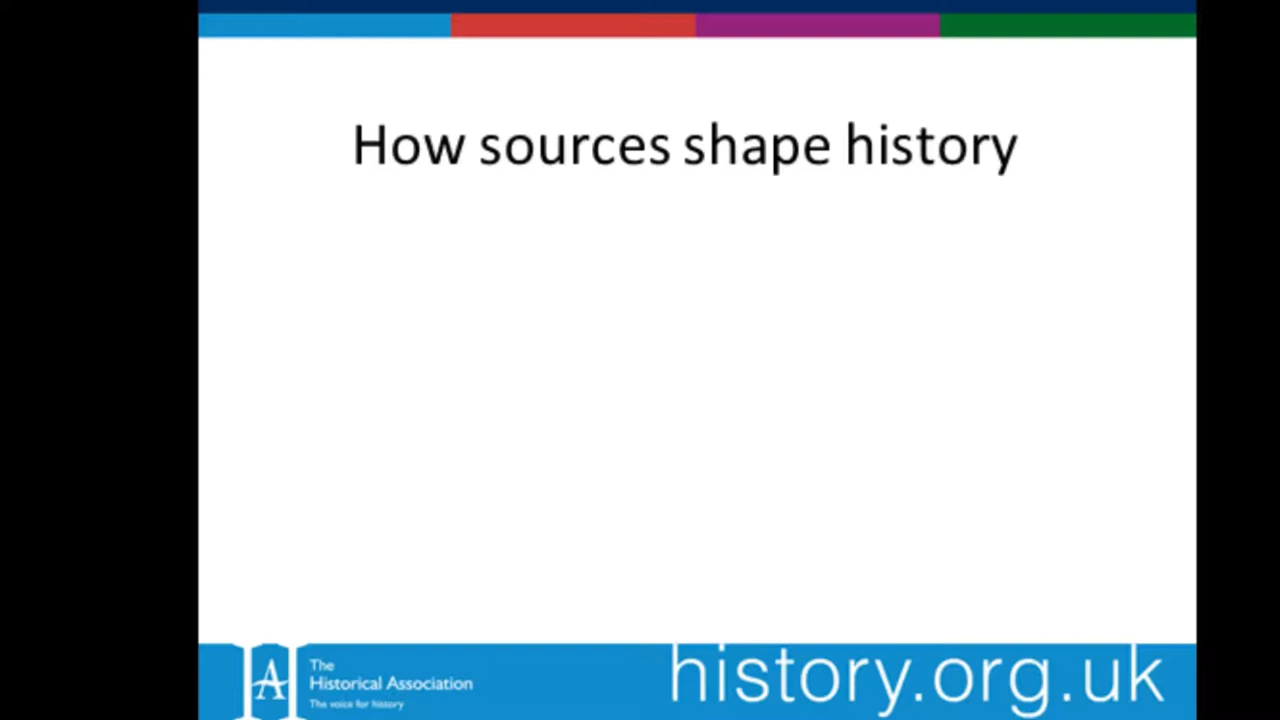 How sources shape history
The
Historical Association
The voice for history
history.org.uk